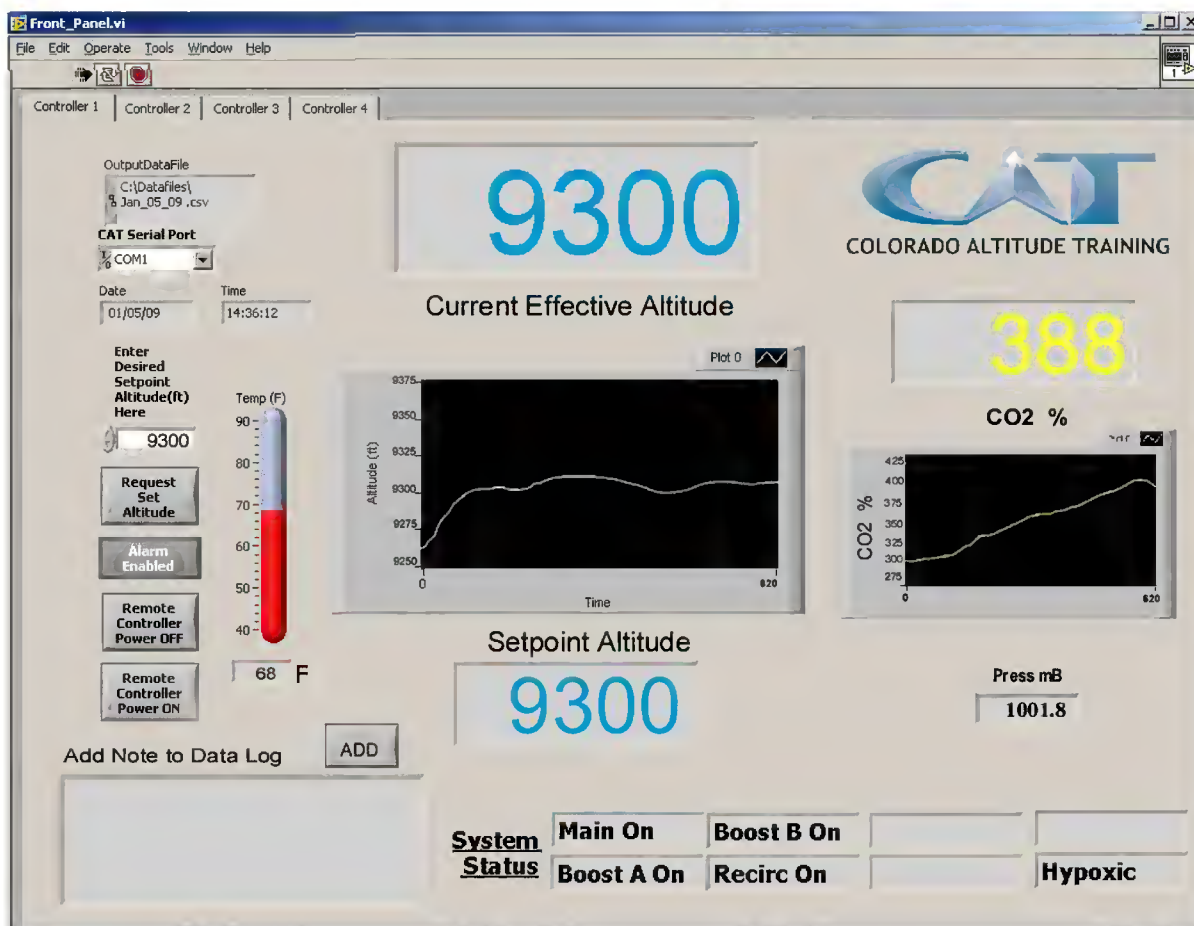 Front_Panel.vi
File Edit Operate Tools Window Help
1
Controller 1 Controller 2 Controller 3 Controller 4
OutputDataFile
C:\Datafiles\
Jan_05_09 .csv
CAT Serial Port
COM1
Date Time
01/05/09 14:36:12
Enter
Desired
Setpoint
Altitude(ft)
Here
9300
Request
Set
Altitude
Alarm
Enabled
Remote
Controller
Power OFF
Remote
Controller
Power ON
Temp (F)
90
80
70
60
50
40
68 F
9300
Current Effective Altitude
Plot 0
9375
9350
9325
9300
9275
9250
Altitude (ft)
0 620
Time
Setpoint Altitude
9300
CAT
COLORADO ALTITUDE TRAINING
388
CO2 %
425
400
375
350
325
300
275
CO2 %
0 620
Press mB
1001.8
Add Note to Data Log ADD
System
Status
Main On Boost B On
Boost A On Recirc On Hypoxic